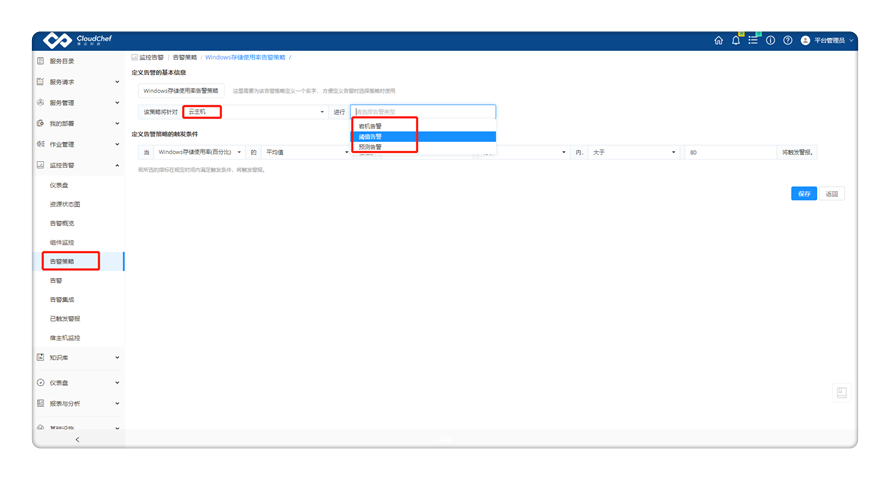 CloudChef
平台管理员
服务目录
服务请求
服务管理
我的部署
作业管理
监控告警
仪表盘
资源状态图
告警概览
组件监控
告警策略
告警
告警集成
已触发警报
宿主机监控
知识库
仪表盘
报表与分析
基础设施
监控告警 / 告警策略 / Windows存储使用率告警策略 /
定义告警的基本信息
Windows存储使用率告警策略 这里需要为该告警策略定义一个名字，方便定义告警时选择策略时使用
该策略将针对 云主机 进行 请选择告警类型
宕机告警
阈值告警
预测告警
定义告警策略的触发条件
当 Windows存储使用率(百分比) 的 平均值 内，大于 80 将触发警报。
若所选的指标在规定时间内满足触发条件，将触发警报。
保存 返回